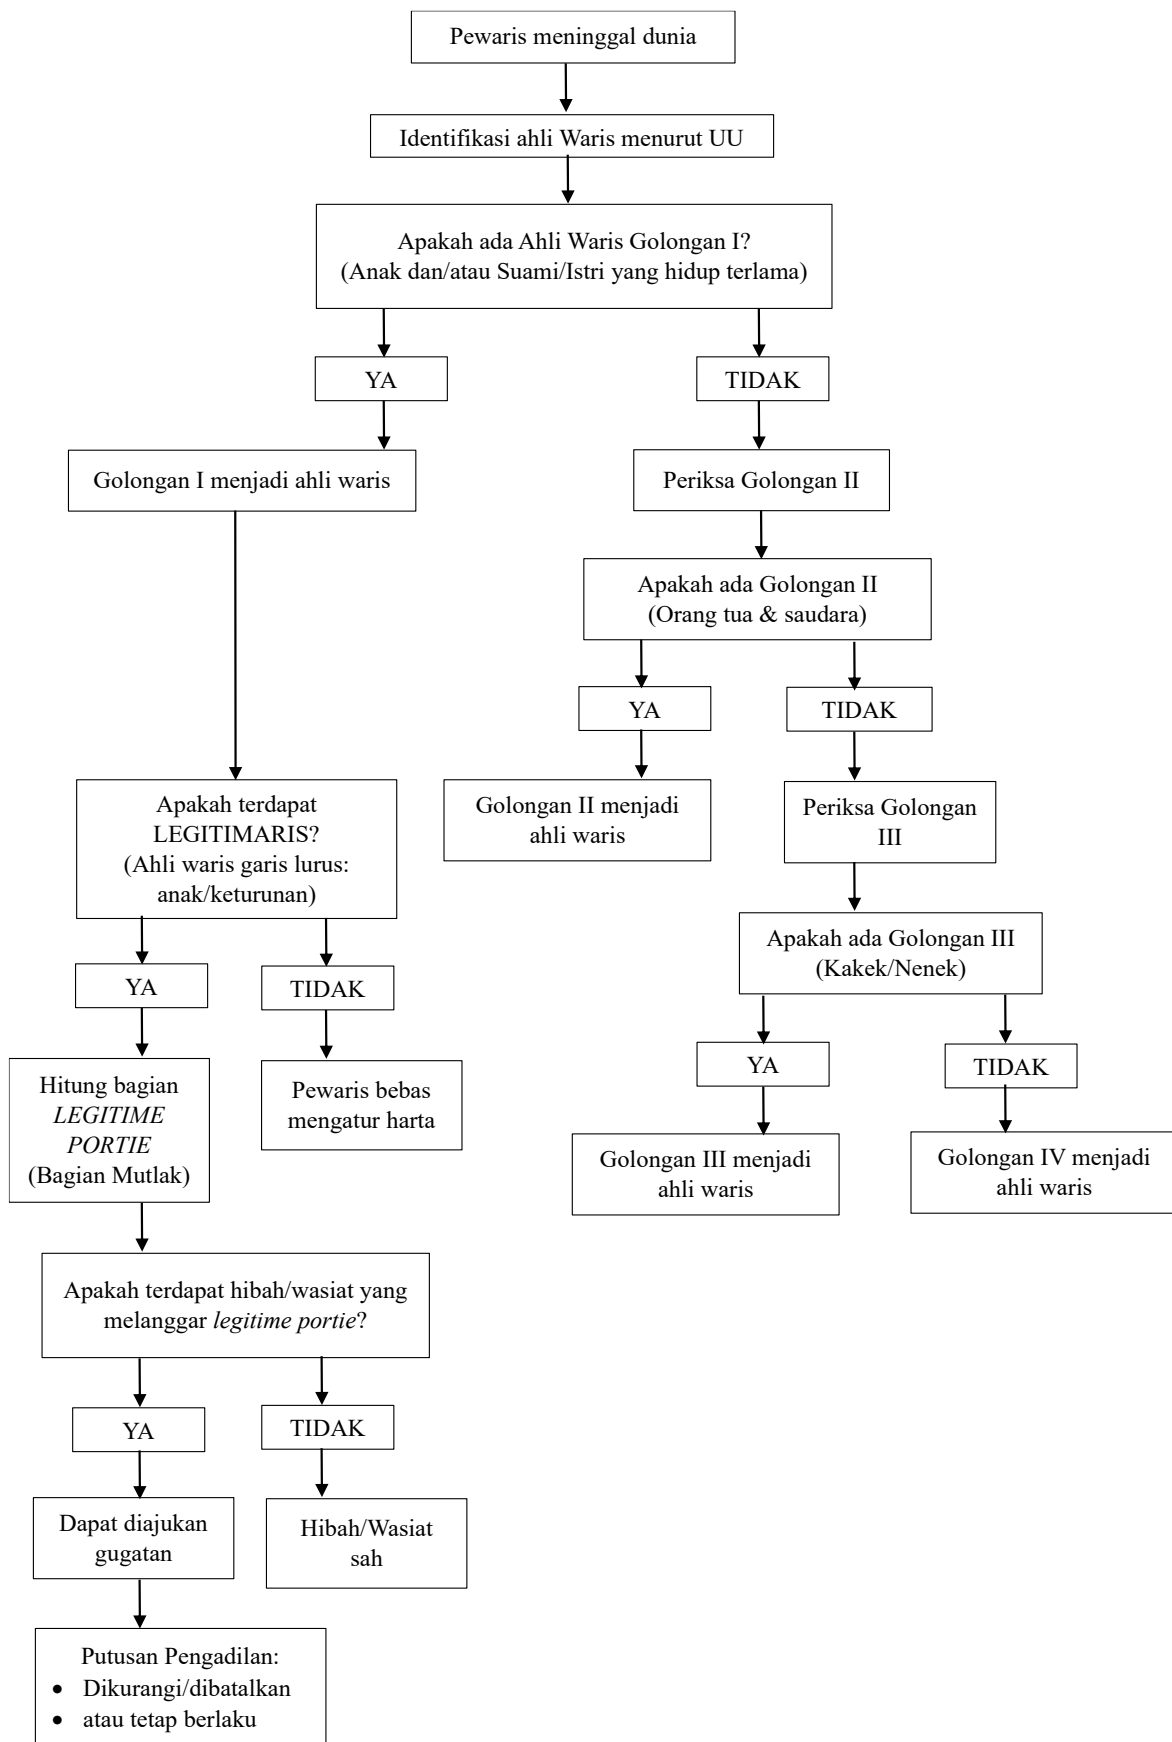 Pewaris meninggal dunia
Identifikasi ahli Waris menurut UU
Apakah ada Ahli Waris Golongan I?
(Anak dan/atau Suami/Istri yang hidup terlama)
YA
TIDAK
Golongan I menjadi ahli waris
Periksa Golongan II
Apakah ada Golongan II
(Orang tua & saudara)
YA
TIDAK
Golongan II menjadi
ahli waris
Periksa Golongan
III
Apakah terdapat
LEGITIMARIS?
(Ahli waris garis lurus:
anak/keturunan)
Apakah ada Golongan III
(Kakek/Nenek)
YA
TIDAK
YA
TIDAK
Hitung bagian
LEGITIME
PORTIE
(Bagian Mutlak)
Pewaris bebas
mengatur harta
Golongan III menjadi
ahli waris
Golongan IV menjadi
ahli waris
Apakah terdapat hibah/wasiat yang
melanggar legitime portie?
YA
TIDAK
Dapat diajukan
gugatan
Hibah/Wasiat
sah
Putusan Pengadilan:
• Dikurangi/dibatalkan
• atau tetap berlaku